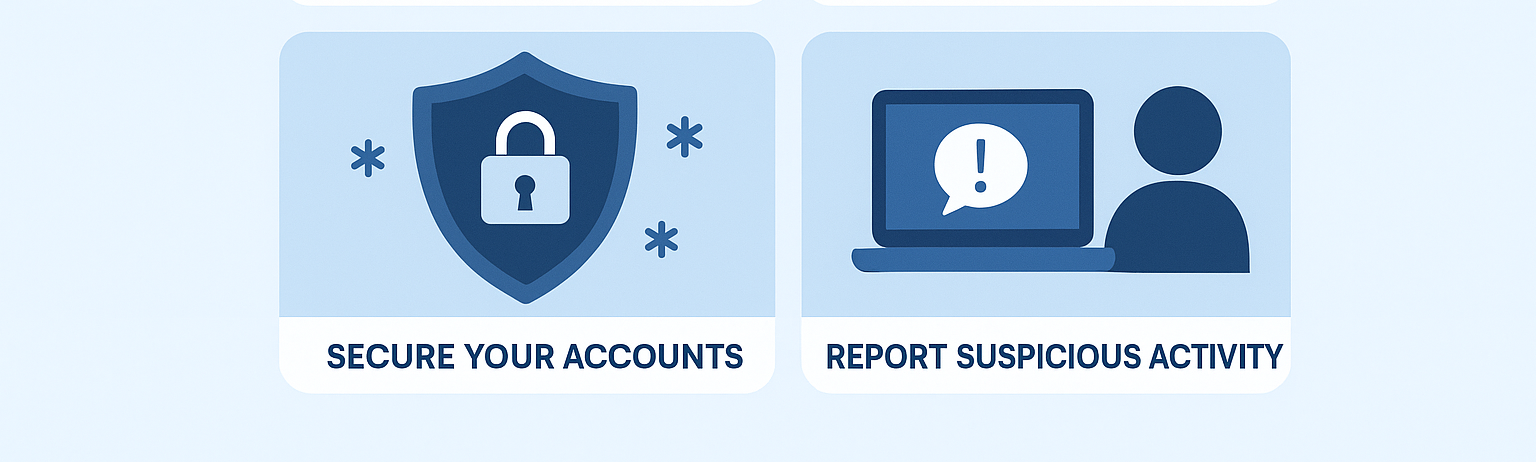 SECURE YOUR ACCOUNTS
REPORT SUSPICIOUS ACTIVITY